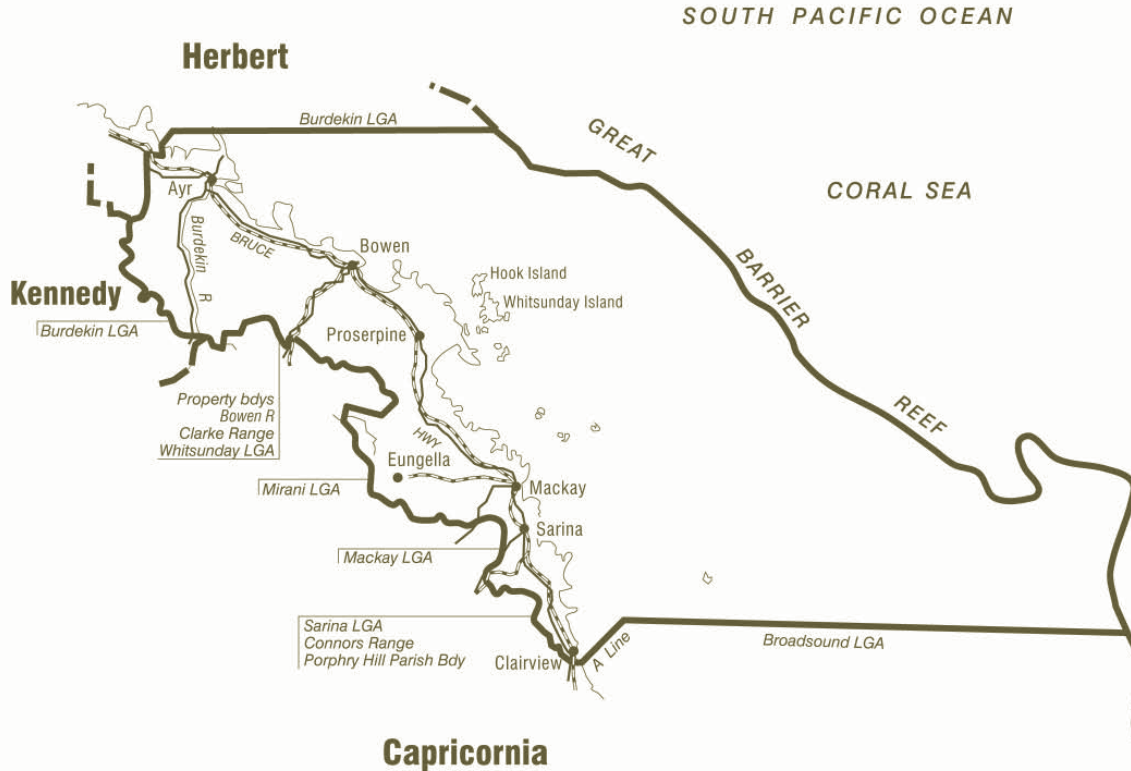 SOUTH PACIFIC OCEAN
Herbert
Burdekin LGA
GREAT
Ayr
CORAL SEA
Burdekin R
BRUCE
Bowen
BARRIER
Hook Island
Kennedy
Whitsunday Island
Burdekin LGA
Proserpine
Property bdys
Bowen R
Clarke Range
Whitsunday LGA
REEF
HWY
Eungella
Mirani LGA
Mackay
Sarina
Mackay LGA
Sarina LGA
Connors Range
Porphry Hill Parish Bdy
Clairview
A Line
Broadsound LGA
Capricornia